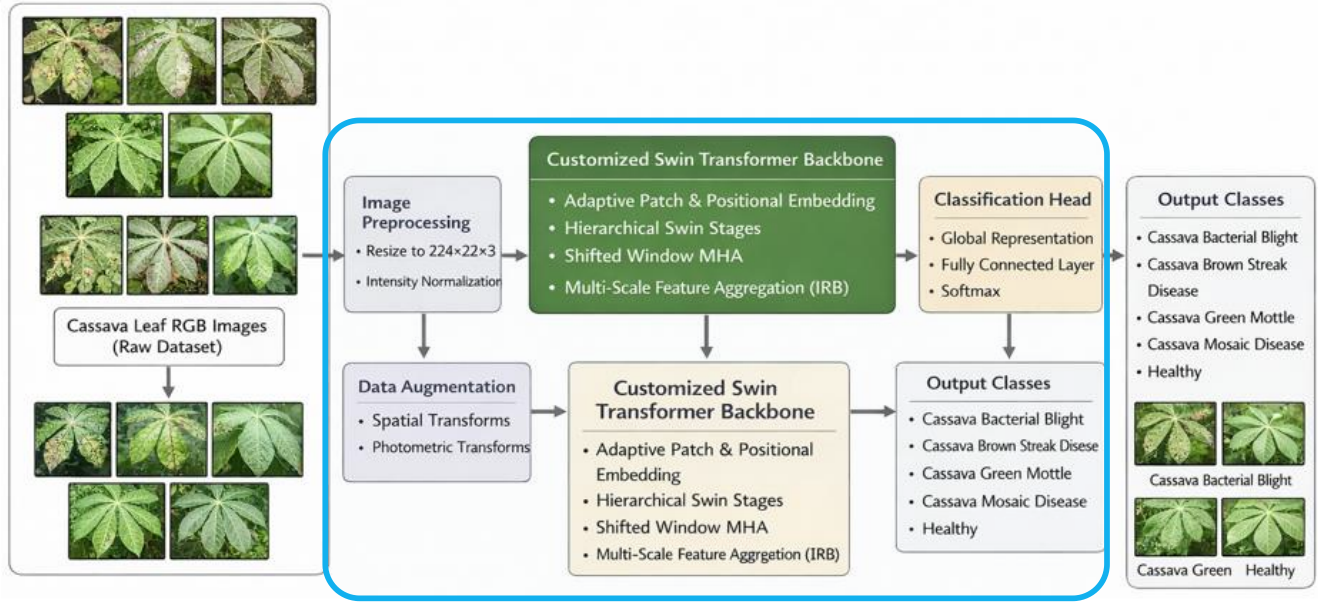 Cassava Leaf RGB Images
(Raw Dataset)
Image
Preprocessing
• Resize to 224×22×3
• Intensity Normalization
Data Augmentation
• Spatial Transforms
• Photometric Transforms
Customized Swin Transformer Backbone
• Adaptive Patch & Positional Embedding
• Hierarchical Swin Stages
• Shifted Window MHA
• Multi-Scale Feature Aggregation (IRB)
Customized Swin
Transformer Backbone
• Adaptive Patch & Positional
Embedding
• Hierarchical Swin Stages
• Shifted Window MHA
• Multi-Scale Feature Aggrgetion (IRB)
Classification Head
• Global Representation
• Fully Connected Layer
• Softmax
Output Classes
• Cassava Bacterial Blight
• Cassava Brown Streak Disese
• Cassava Green Mottle
• Cassava Mosaic Disease
• Healthy
Output Classes
• Cassava Bacterial Blight
• Cassava Brown Streak
Disease
• Cassava Green Mottle
• Cassava Mosaic Disease
• Healthy
Cassava Bacterial Blight
Cassava Green Healthy